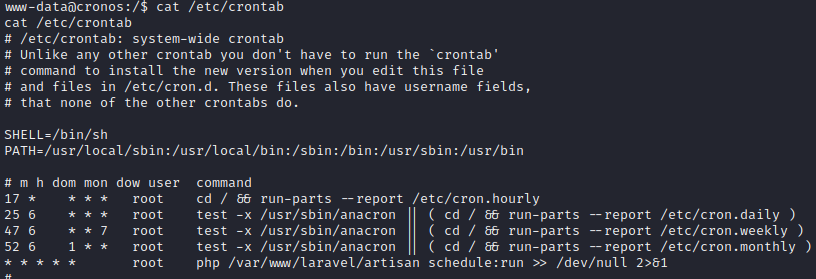 www-data@cronos:/$ cat /etc/crontab
cat /etc/crontab
# /etc/crontab: system-wide crontab
# Unlike any other crontab you don't have to run the `crontab'
# command to install the new version when you edit this file
# and files in /etc/cron.d. These files also have username fields,
# that none of the other crontabs do.

SHELL=/bin/sh
PATH=/usr/local/sbin:/usr/local/bin:/sbin:/bin:/usr/sbin:/usr/bin

# m h dom mon dow user  command
17 *    * * *   root    cd / && run-parts --report /etc/cron.hourly
25 6    * * *   root    test -x /usr/sbin/anacron || ( cd / && run-parts --report /etc/cron.daily )
47 6    * * 7   root    test -x /usr/sbin/anacron || ( cd / && run-parts --report /etc/cron.weekly )
52 6    1 * *   root    test -x /usr/sbin/anacron || ( cd / && run-parts --report /etc/cron.monthly )
* * * * *       root    php /var/www/laravel/artisan schedule:run >> /dev/null 2>&1
#